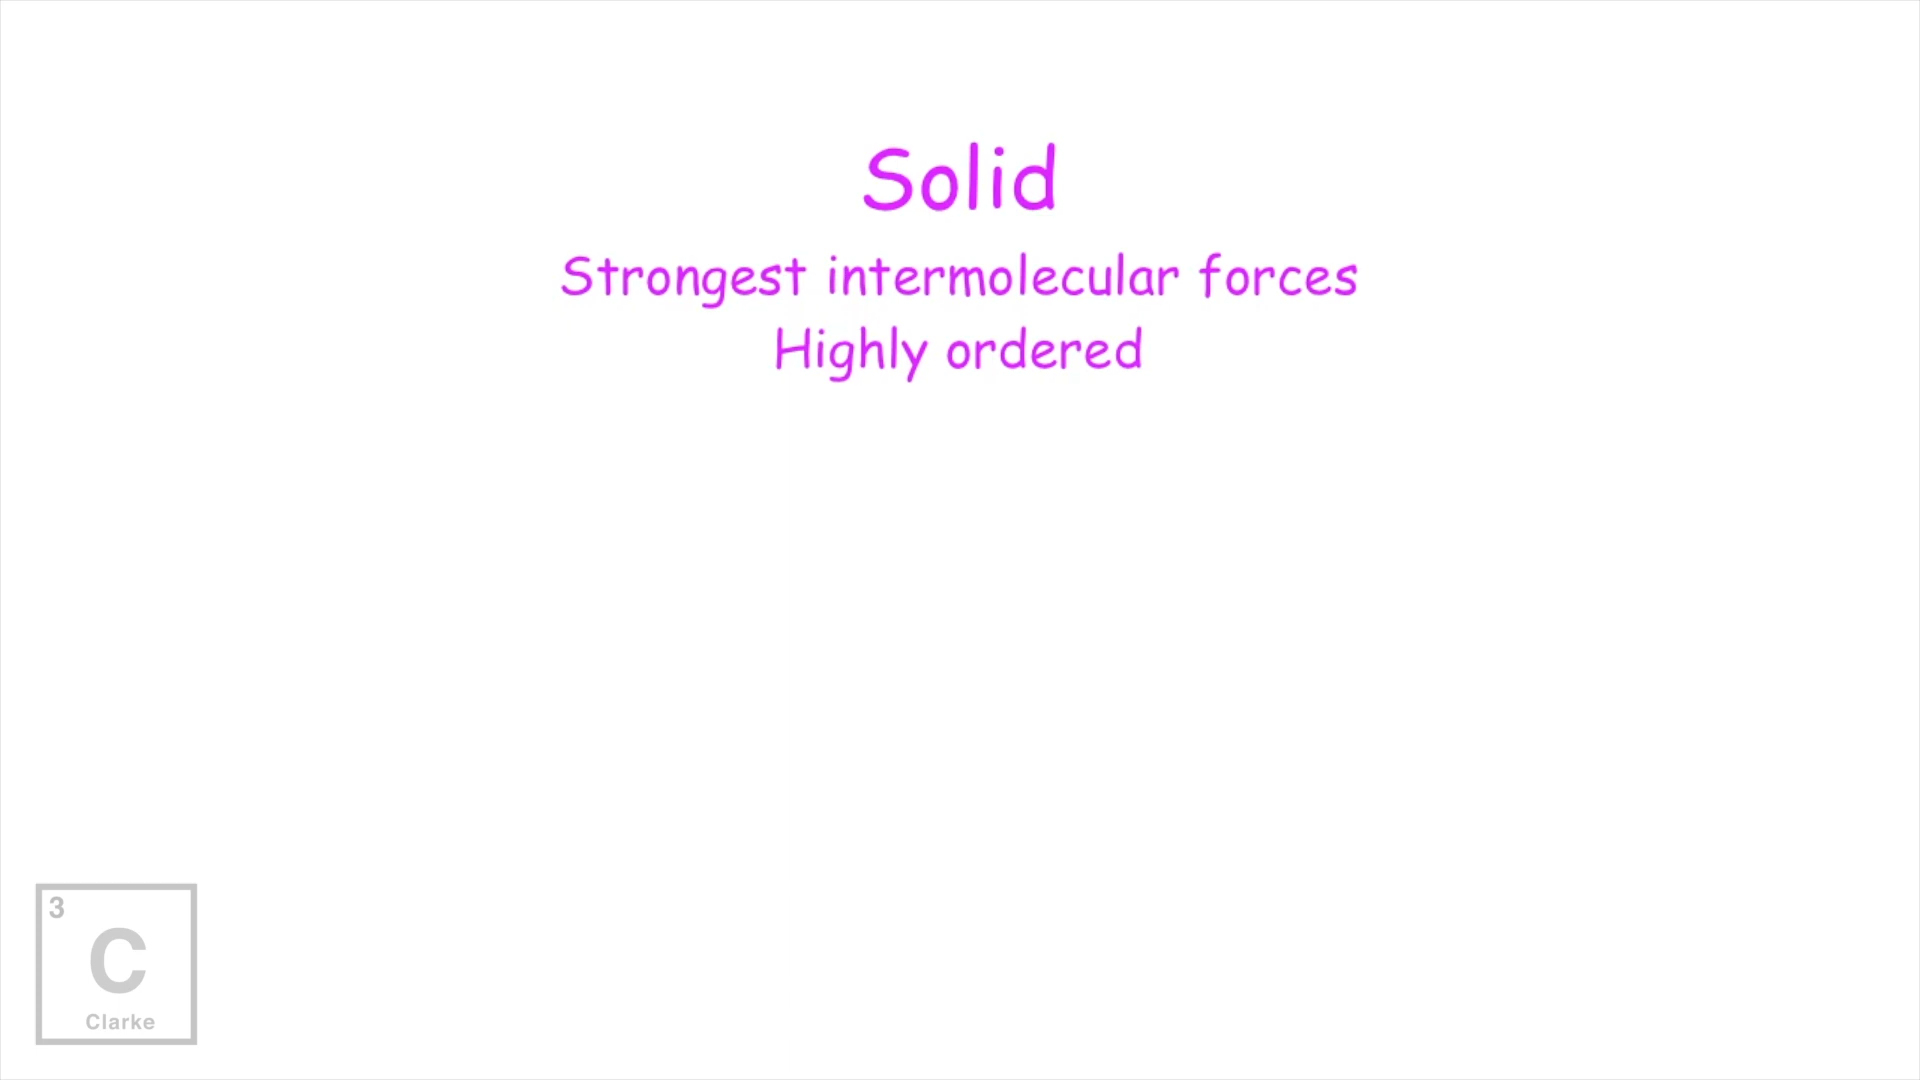 Solid
Strongest intermolecular forces
Highly ordered
3
C
Clarke